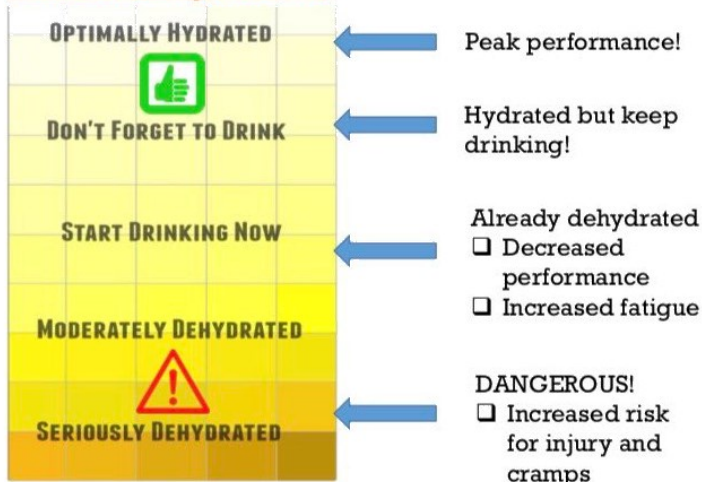 OPTIMALLY HYDRATED
Peak performance!
DON'T FORGET TO DRINK
Hydrated but keep
drinking!
START DRINKING NOW
Already dehydrated
❑ Decreased
performance
❑ Increased fatigue
MODERATELY DEHYDRATED
SERIOUSLY DEHYDRATED
DANGEROUS!
❑ Increased risk
for injury and
cramps